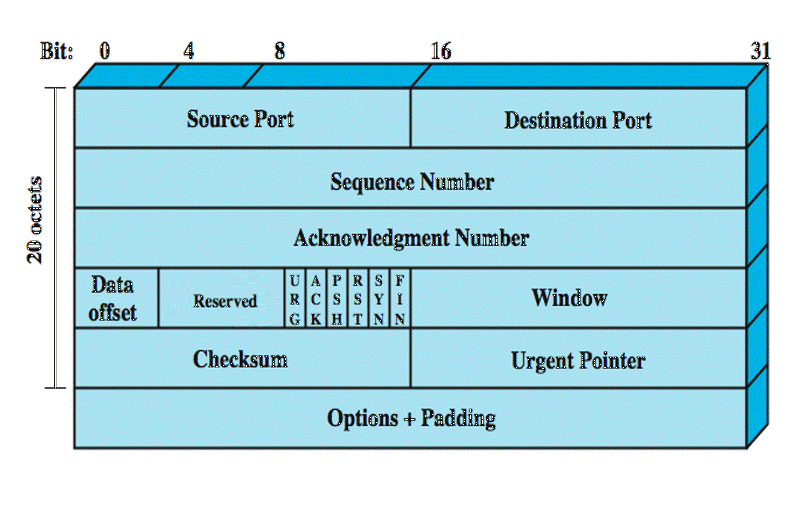 Bit: 0 4 8 16 31
20 octets
Source Port Destination Port
Sequence Number
Acknowledgment Number
Data offset Reserved URG ACK PSH RST SYN FIN Window
Checksum Urgent Pointer
Options + Padding